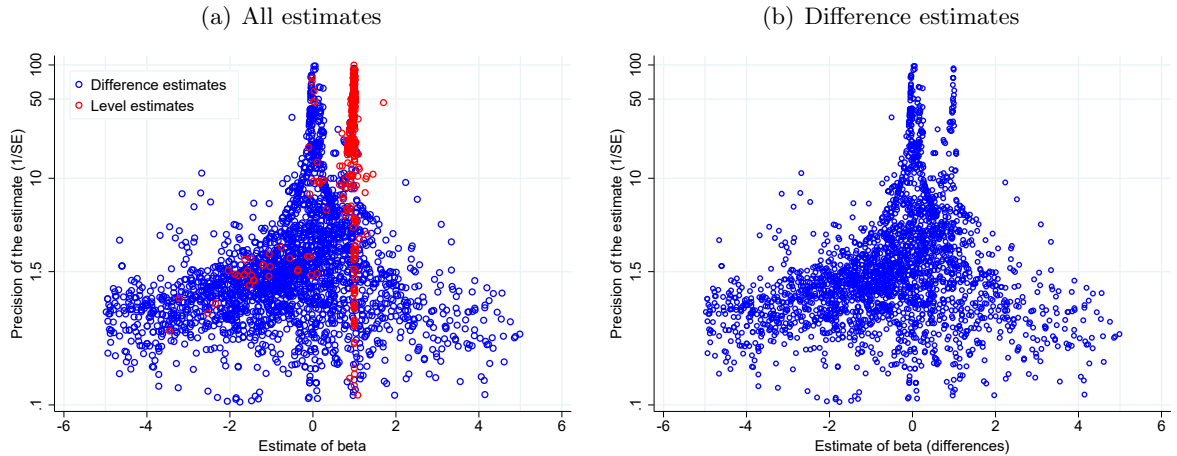 (a) All estimates
Precision of the estimate (1/SE)
100
50
10
1.5
.1
Difference estimates
Level estimates
-6 -4 -2 0 2 4 6
Estimate of beta
(b) Difference estimates
Precision of the estimate (1/SE)
100
50
10
1.5
.1
-6 -4 -2 0 2 4 6
Estimate of beta (differences)